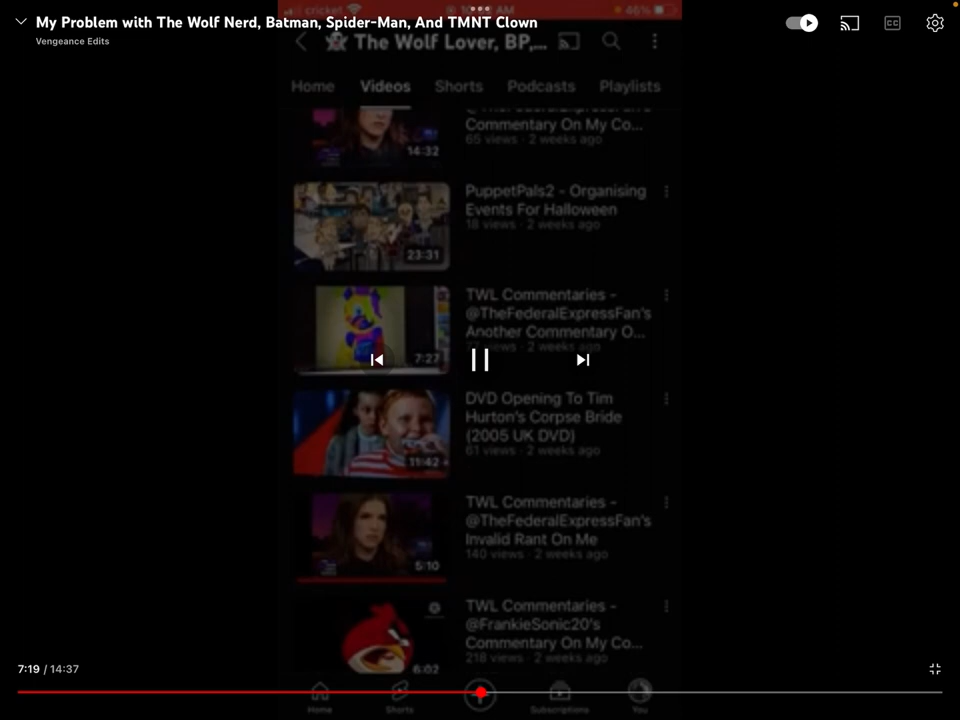 My Problem with The Wolf Nerd, Batman, Spider-Man, And TMNT Clown
Vengeance Edits
cricket
AM
46%
The Wolf Lover, BP,...
Home Videos Shorts Podcasts Playlists
Commentary On My Co...
65 views · 2 weeks ago
14:32
PuppetPals2 - Organising
Events For Halloween
18 views · 2 weeks ago
23:31
TWL Commentaries -
@TheFederalExpressFan's
Another Commentary O...
views · 2 weeks ago
7:27
DVD Opening To Tim
Hurton's Corpse Bride
(2005 UK DVD)
61 views · 2 weeks ago
11:42
TWL Commentaries -
@TheFederalExpressFan's
Invalid Rant On Me
140 views · 2 weeks ago
5:10
TWL Commentaries -
@FrankieSonic20's
Commentary On My Co...
218 views · 2 weeks ago
6:02
7:19 / 14:37
Home Shorts Subscriptions You